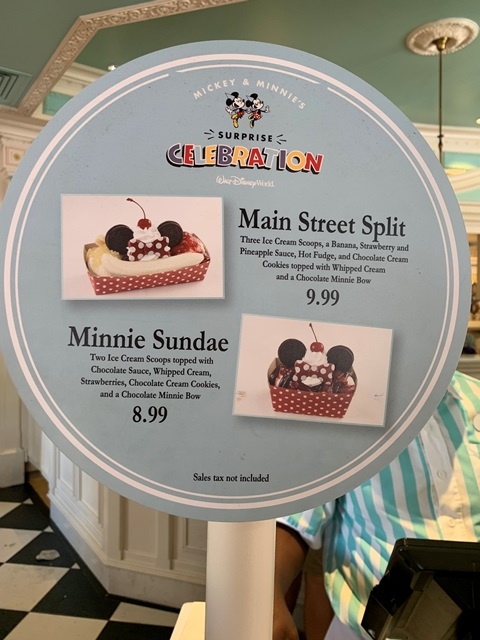 MICKEY & MINNIE'S
SURPRISE
CELEBRATION
Walt Disney World
Main Street Split
Three Ice Cream Scoops, a Banana, Strawberry and
Pineapple Sauce, Hot Fudge, and Chocolate Cream
Cookies topped with Whipped Cream
and a Chocolate Minnie Bow
9.99
Minnie Sundae
Two Ice Cream Scoops topped with
Chocolate Sauce, Whipped Cream,
Strawberries, Chocolate Cream Cookies,
and a Chocolate Minnie Bow
8.99
Sales tax not included